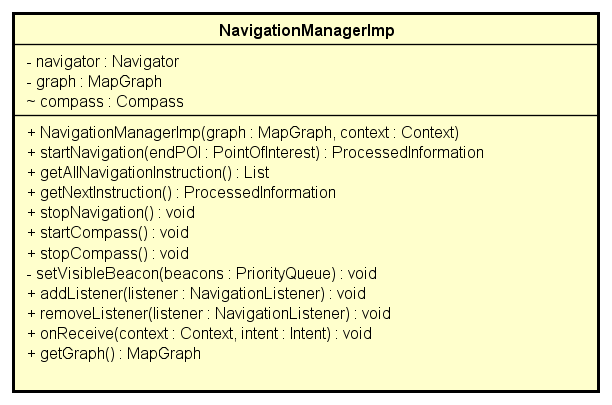 NavigationManagerImp
- navigator : Navigator
- graph : MapGraph
~ compass : Compass
+ NavigationManagerImp(graph : MapGraph, context : Context)
+ startNavigation(endPOI : PointOfInterest) : ProcessedInformation
+ getAllNavigationInstruction() : List
+ getNextInstruction() : ProcessedInformation
+ stopNavigation() : void
+ startCompass() : void
+ stopCompass() : void
- setVisibleBeacon(beacons : PriorityQueue) : void
+ addListener(listener : NavigationListener) : void
+ removeListener(listener : NavigationListener) : void
+ onReceive(context : Context, intent : Intent) : void
+ getGraph() : MapGraph